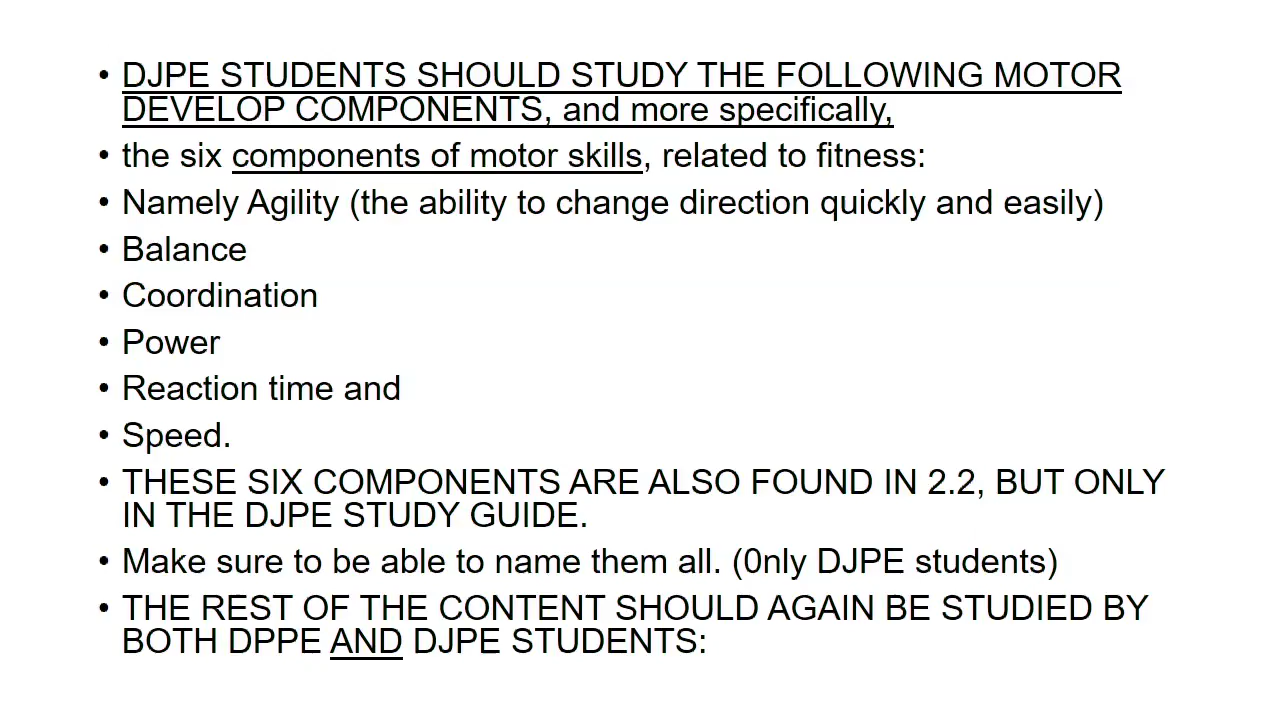 • DJPE STUDENTS SHOULD STUDY THE FOLLOWING MOTOR
DEVELOP COMPONENTS, and more specifically,
• the six components of motor skills, related to fitness:
• Namely Agility (the ability to change direction quickly and easily)
• Balance
• Coordination
• Power
• Reaction time and
• Speed.
• THESE SIX COMPONENTS ARE ALSO FOUND IN 2.2, BUT ONLY
IN THE DJPE STUDY GUIDE.
• Make sure to be able to name them all. (0nly DJPE students)
• THE REST OF THE CONTENT SHOULD AGAIN BE STUDIED BY
BOTH DPPE AND DJPE STUDENTS: